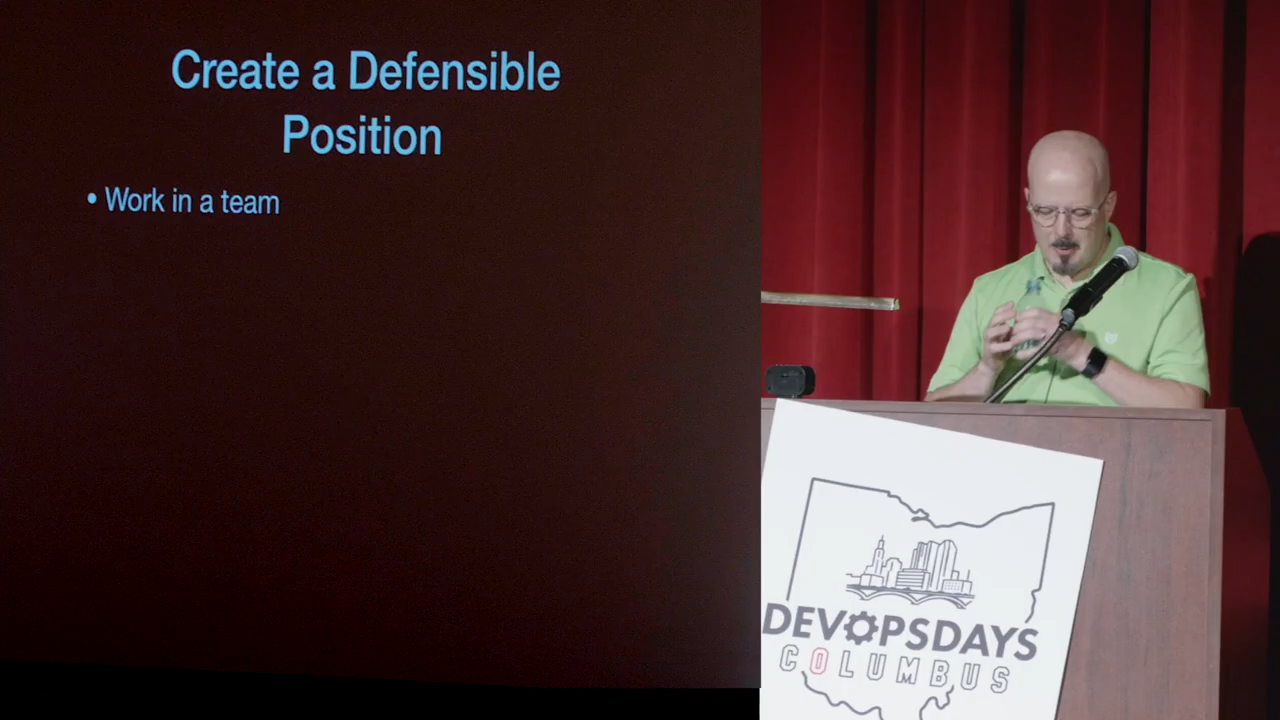 Create a Defensible
Position
• Work in a team
DEVOPSDAYS
COLUMBUS